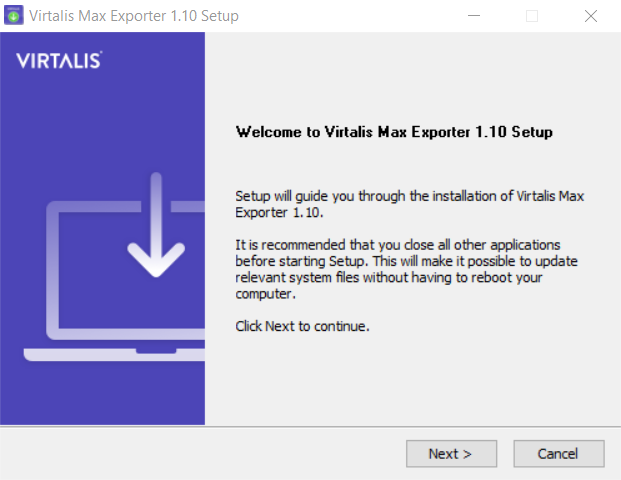 Virtalis Max Exporter 1.10 Setup
VIRTALIS
Welcome to Virtalis Max Exporter 1.10 Setup
Setup will guide you through the installation of Virtalis Max
Exporter 1.10.
It is recommended that you close all other applications
before starting Setup. This will make it possible to update
relevant system files without having to reboot your
computer.
Click Next to continue.
Next >
Cancel